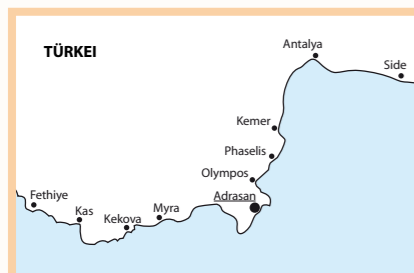 TÜRKEI
Antalya
Side
Kemer
Phaselis
Olympos
Adrasan
Fethiye
Kas
Kekova
Myra